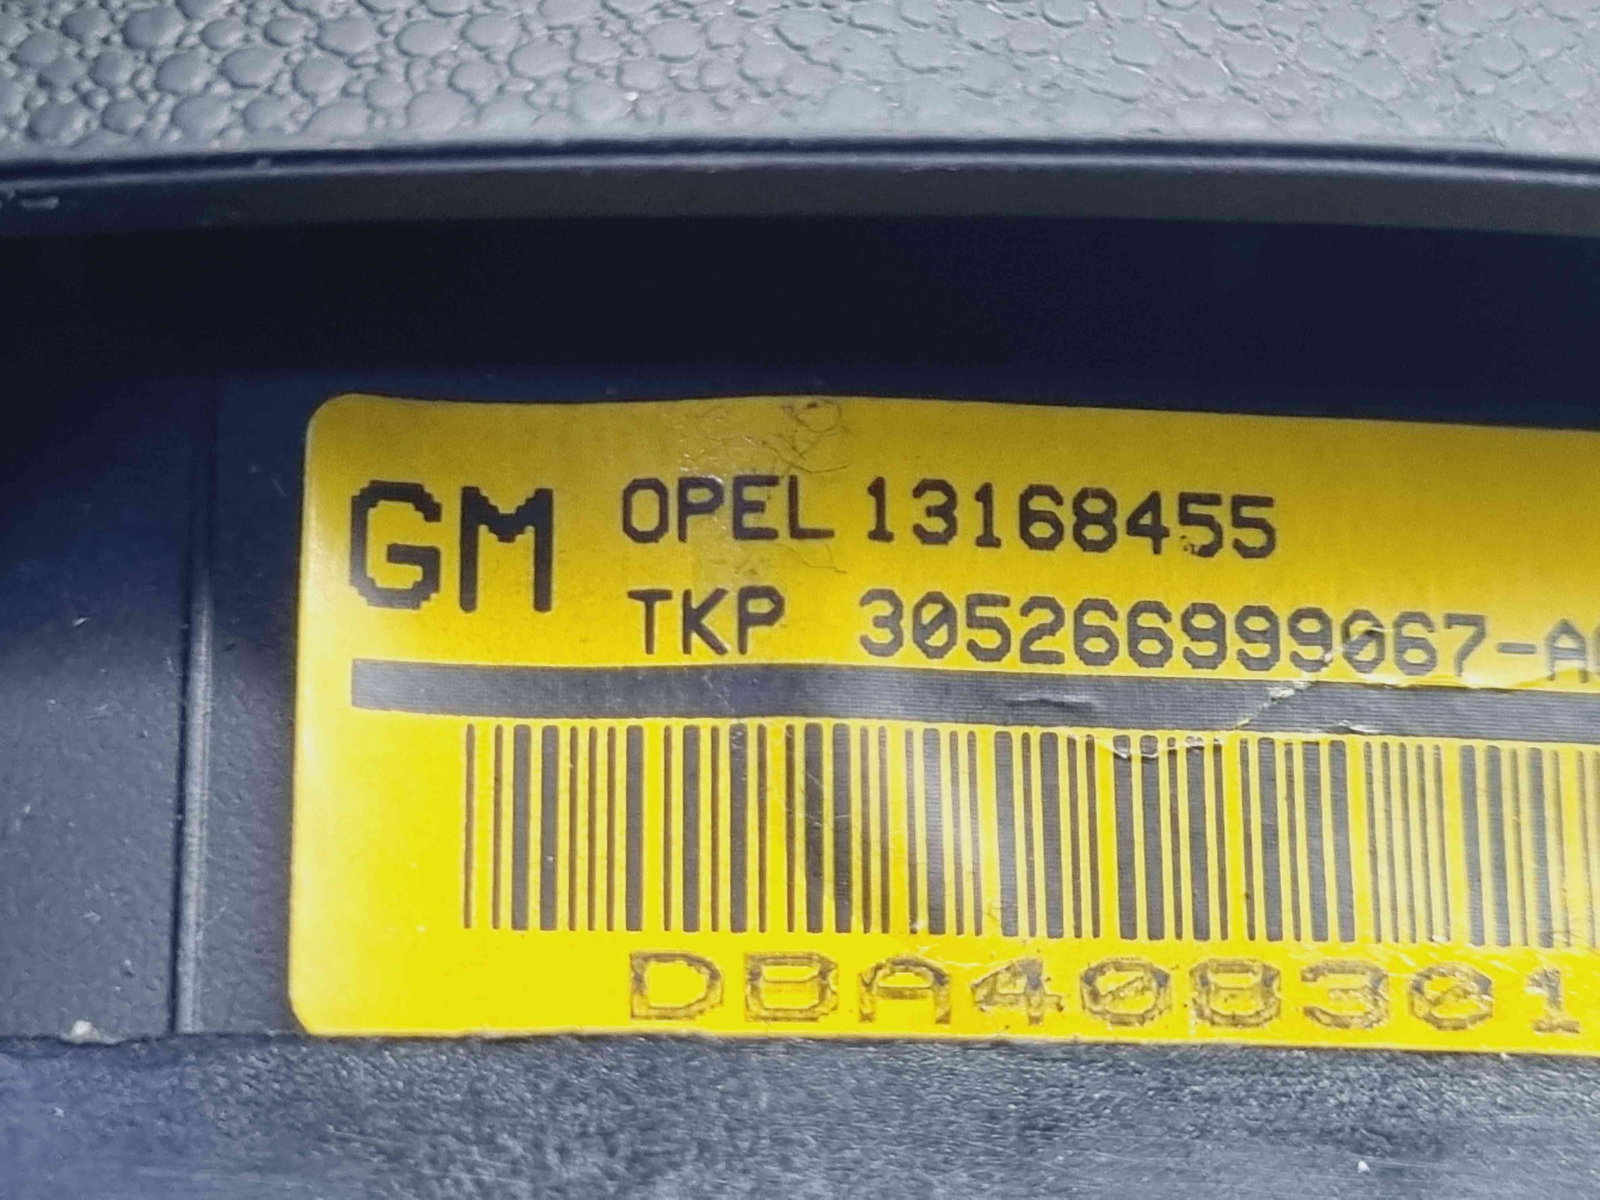 GM OPEL 13168455
TKP 305266999067-A
DBA408301